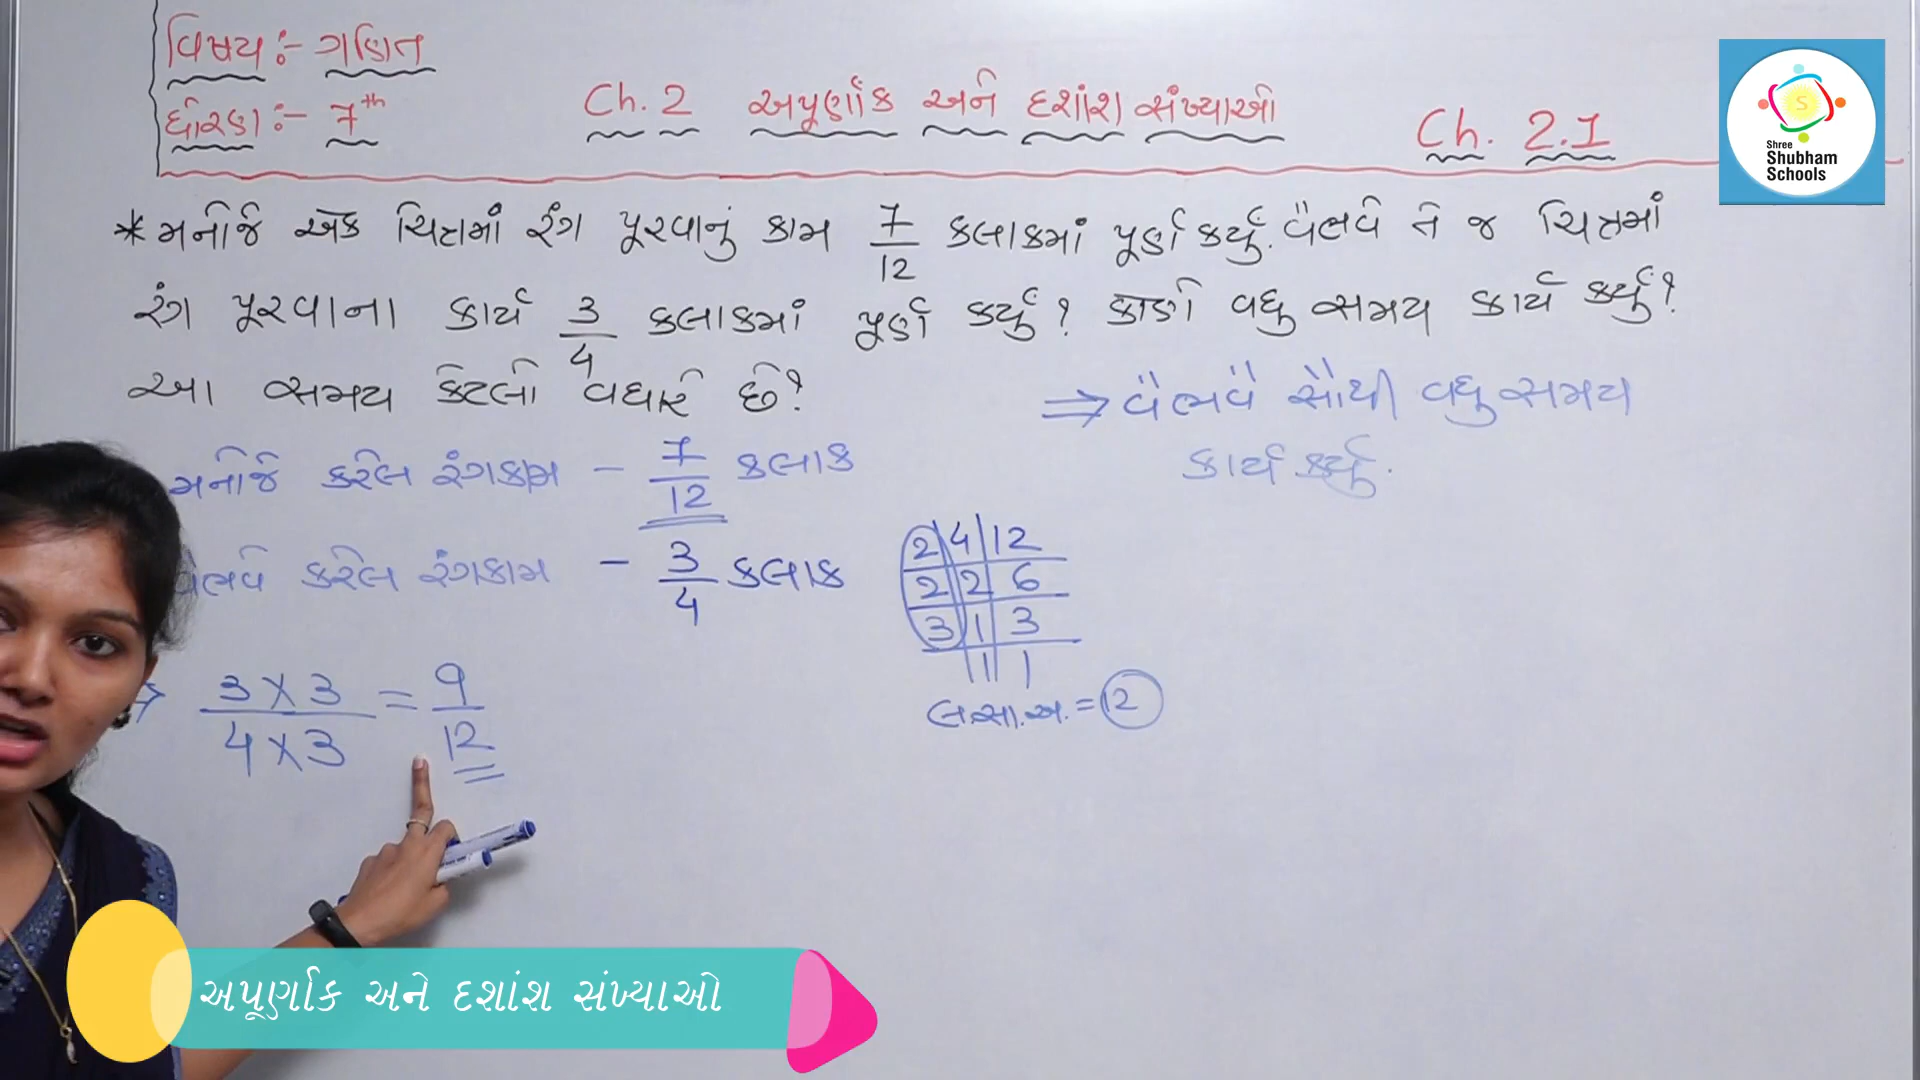 વિષય :- ગણિત
ધોરણ :- 7th
Ch. 2 અપૂર્ણાંક અને દશાંશ સંખ્યાઓ
Ch. 2.1
Shree
Shubham
Schools
* મનોજે એક ચિત્રમાં રંગ પૂરવાનું કામ 7/12 કલાકમાં પૂર્ણ કર્યું. વૈભવે તે જ ચિત્રમાં
રંગ પૂરવાના કાર્ય 3/4 કલાકમાં પૂર્ણ કર્યું? કોણે વધુ સમય કાર્ય કર્યું?
આ સમય કેટલો વધારે છે?
⇒ વૈભવે સૌથી વધુ સમય
કાર્ય કર્યું.
મનોજે કરેલ રંગકામ – 7/12 કલાક
કરેલ રંગકામ – 3/4 કલાક
2 4 12
2 2 6
3 1 3
1 1
લ.સા.અ. = 12
3 × 3 / 4 × 3 = 9/12
અપૂર્ણાંક અને દશાંશ સંખ્યાઓ